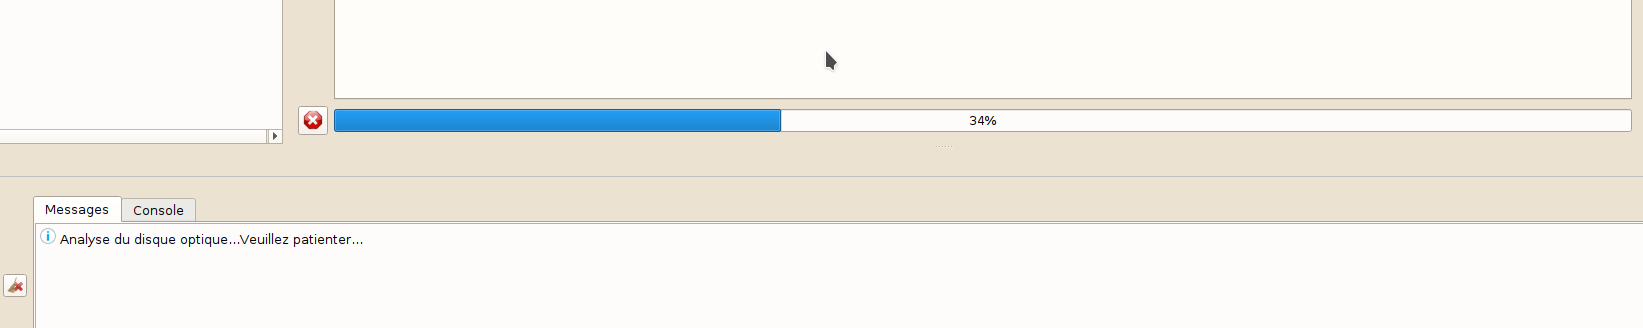 34%
Messages
Console
Analyse du disque optique...Veuillez patienter...